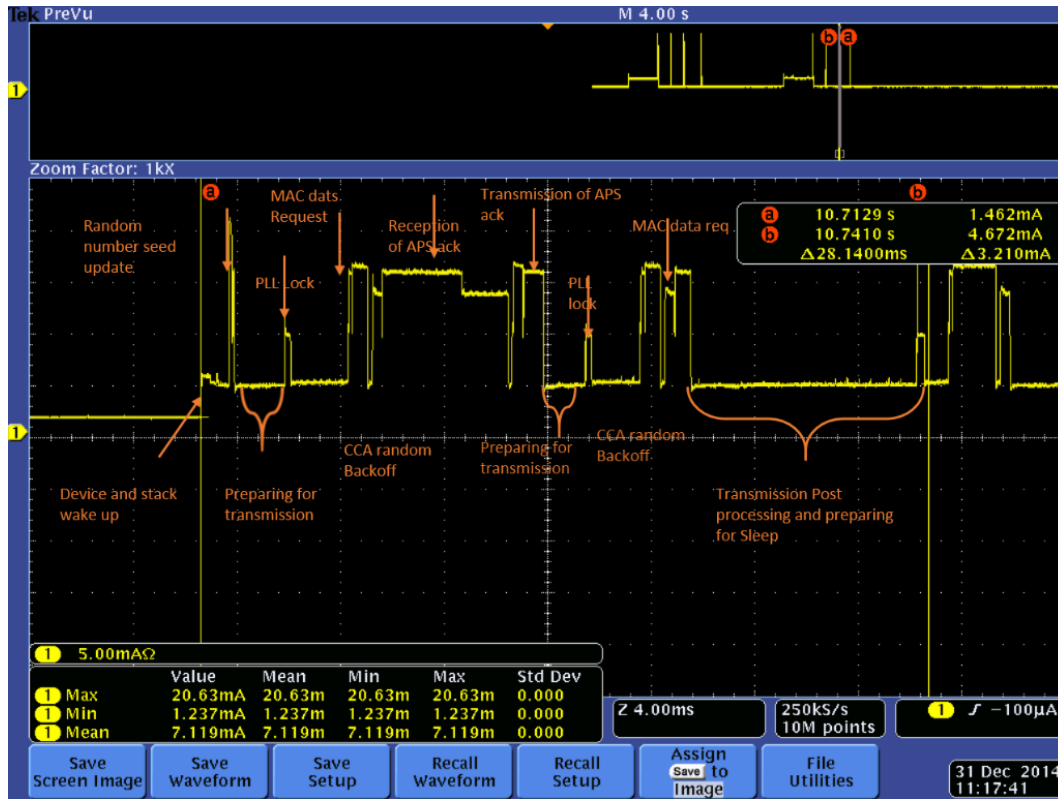 Tek PreVu M 4.00 s
b a
1
Zoom Factor: 1kX
a
b
Random
number seed
update
MAC dats
Request
Reception
of APS ack
Transmission of APS
ack
MAC data req
PLL Lock
PLL
lock
a 10.7129 s 1.462mA
b 10.7410 s 4.672mA
Δ28.1400ms Δ3.210mA
1
Device and stack
wake up
Preparing for
transmission
CCA random
Backoff
Preparing for
transmission
CCA random
Backoff
Transmission Post
processing and preparing
for Sleep
1 5.00mAΩ
Value Mean Min Max Std Dev
1 Max 20.63mA 20.63m 20.63m 20.63m 0.000
1 Min 1.237mA 1.237m 1.237m 1.237m 0.000
1 Mean 7.119mA 7.119m 7.119m 7.119m 0.000
Z 4.00ms
250kS/s
10M points
1 ∫ −100µA
Save
Screen Image
Save
Waveform
Save
Setup
Recall
Waveform
Recall
Setup
Assign
Save to
Image
File
Utilities
31 Dec 2014
11:17:41